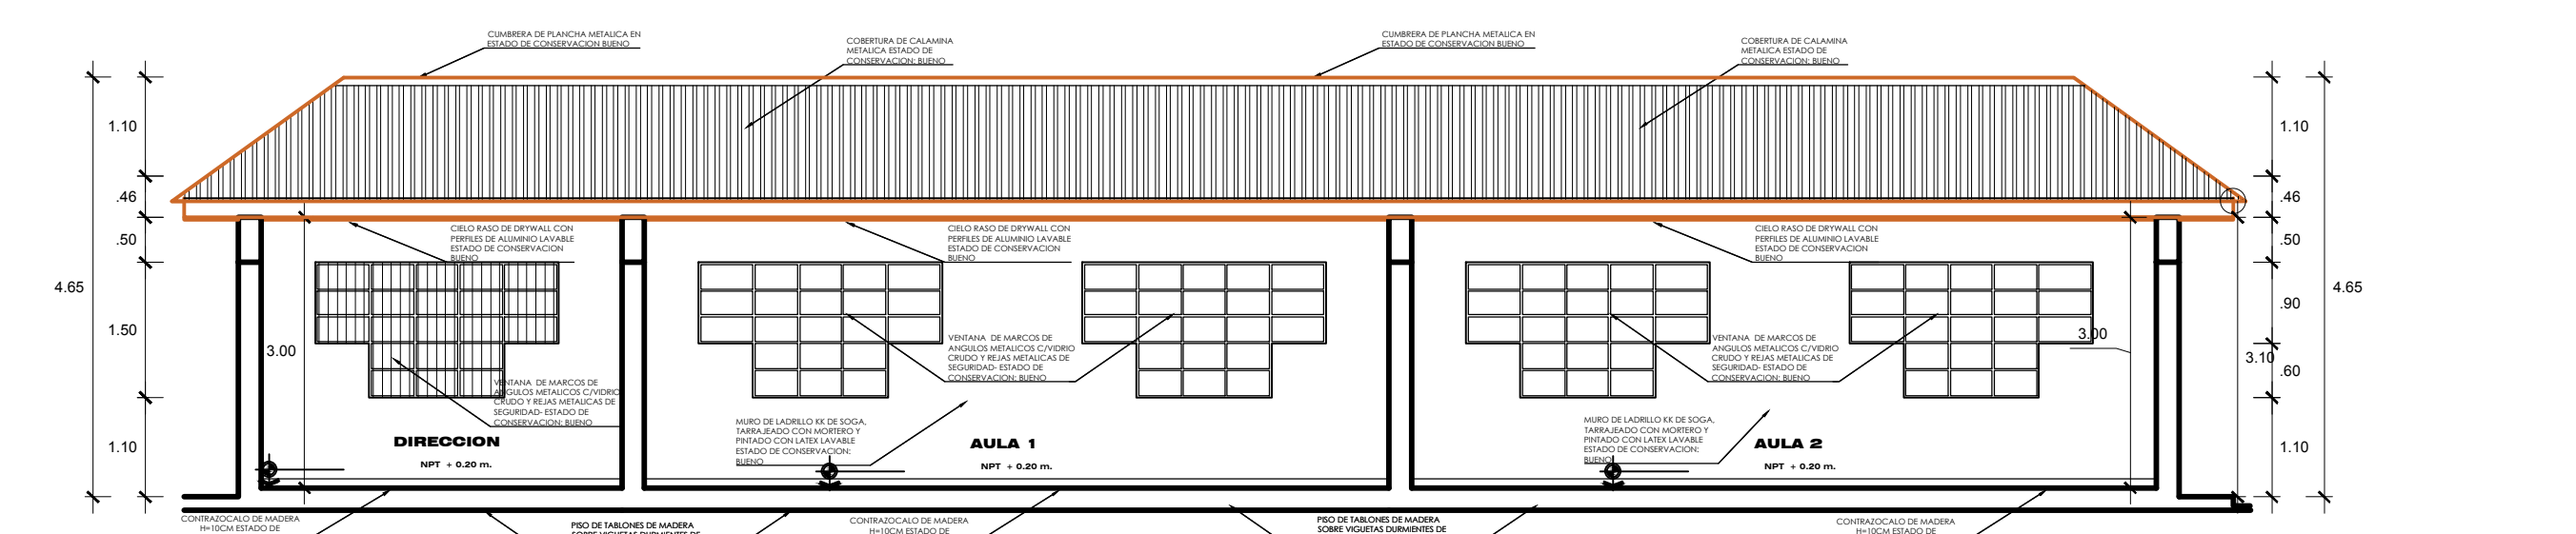 CUMBRERA DE PLANCHA METALICA EN
ESTADO DE CONSERVACION BUENO
COBERTURA DE CALAMINA
METALICA ESTADO DE
CONSERVACION: BUENO
CUMBRERA DE PLANCHA METALICA EN
ESTADO DE CONSERVACION BUENO
COBERTURA DE CALAMINA
METALICA ESTADO DE
CONSERVACION: BUENO
1.10
.46
.50
4.65
1.50
1.10
3.00
CIELO RASO DE DRYWALL CON
PERFILES DE ALUMINIO LAVABLE
ESTADO DE CONSERVACION
BUENO
VENTANA DE MARCOS DE
ANGULOS METALICOS C/VIDRIO
CRUDO Y REJAS METALICAS DE
SEGURIDAD- ESTADO DE
CONSERVACION: BUENO
DIRECCION
NPT + 0.20 m.
CIELO RASO DE DRYWALL CON
PERFILES DE ALUMINIO LAVABLE
ESTADO DE CONSERVACION
BUENO
VENTANA DE MARCOS DE
ANGULOS METALICOS C/VIDRIO
CRUDO Y REJAS METALICAS DE
SEGURIDAD- ESTADO DE
CONSERVACION: BUENO
MURO DE LADRILLO KK DE SOGA,
TARRAJEADO CON MORTERO Y
PINTADO CON LATEX LAVABLE
ESTADO DE CONSERVACION:
BUENO
AULA 1
NPT + 0.20 m.
CIELO RASO DE DRYWALL CON
PERFILES DE ALUMINIO LAVABLE
ESTADO DE CONSERVACION
BUENO
VENTANA DE MARCOS DE
ANGULOS METALICOS C/VIDRIO
CRUDO Y REJAS METALICAS DE
SEGURIDAD- ESTADO DE
CONSERVACION: BUENO
MURO DE LADRILLO KK DE SOGA,
TARRAJEADO CON MORTERO Y
PINTADO CON LATEX LAVABLE
ESTADO DE CONSERVACION:
BUENO
AULA 2
NPT + 0.20 m.
3.00
3.10
1.10
.46
.50
.90
.60
1.10
4.65
CONTRAZOCALO DE MADERA
H=10CM ESTADO DE
PISO DE TABLONES DE MADERA
SOBRE VIGUETAS DURMIENTES DE
CONTRAZOCALO DE MADERA
H=10CM ESTADO DE
PISO DE TABLONES DE MADERA
SOBRE VIGUETAS DURMIENTES DE
CONTRAZOCALO DE MADERA
H=10CM ESTADO DE